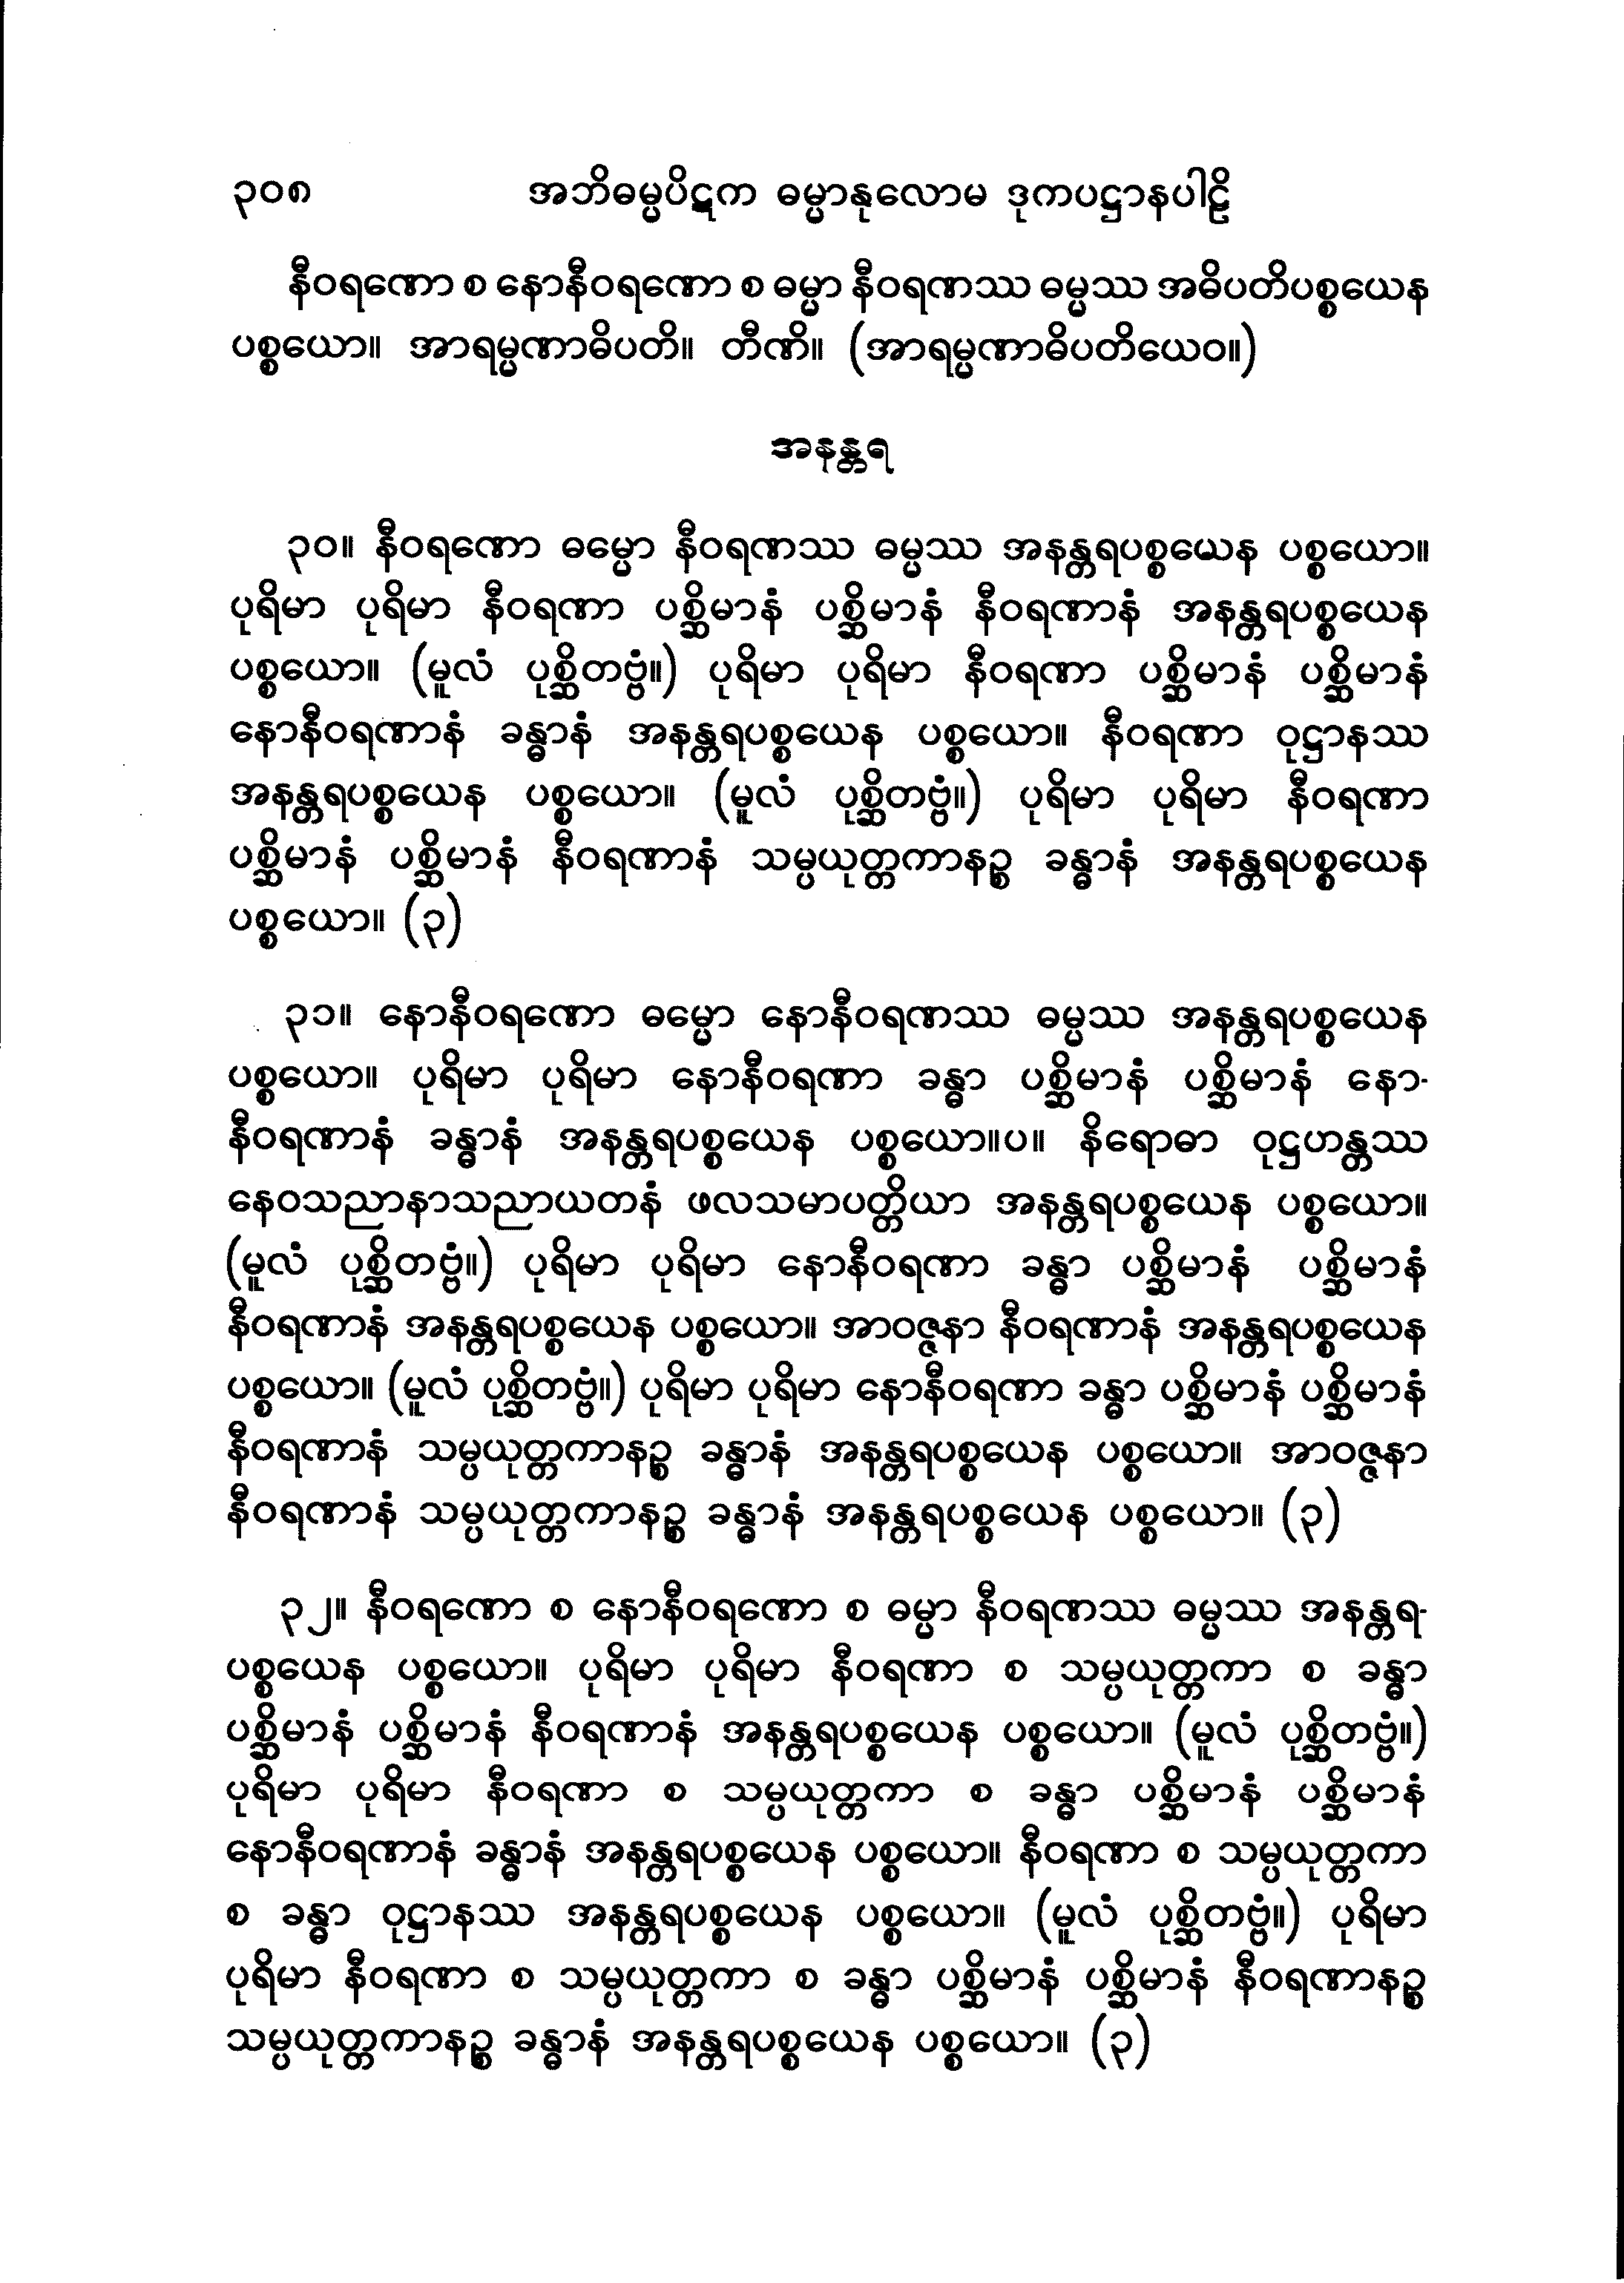 ၃၀၈ အဘိဓမ္မပိဋက ဓမ္မာနုလောမ ဒုကပဋ္ဌာနပါဠိ
နီဝရဏော စ နောနီဝရဏော စ ဓမ္မာ နီဝရဏဿ ဓမ္မဿ အဓိပတိပစ္စယေန
ပစ္စယော။ အာရမ္မဏာဓိပတိ။ တီဏိ။ (အာရမ္မဏာဓိပတိယေဝ။)
အနန္တရ
၃၀။ နီဝရဏော ဓမ္မော နီဝရဏဿ ဓမ္မဿ အနန္တရပစ္စယေန ပစ္စယော။
ပုရိမာ ပုရိမာ နီဝရဏာ ပစ္ဆိမာနံ ပစ္ဆိမာနံ နီဝရဏာနံ အနန္တရပစ္စယေန
ပစ္စယော။ (မူလံ ပုစ္ဆိတဗ္ဗံ။) ပုရိမာ ပုရိမာ နီဝရဏာ ပစ္ဆိမာနံ ပစ္ဆိမာနံ
နောနီဝရဏာနံ ခန္ဓာနံ အနန္တရပစ္စယေန ပစ္စယော။ နီဝရဏာ ဝုဋ္ဌာနဿ
အနန္တရပစ္စယေန ပစ္စယော။ (မူလံ ပုစ္ဆိတဗ္ဗံ။) ပုရိမာ ပုရိမာ နီဝရဏာ
ပစ္ဆိမာနံ ပစ္ဆိမာနံ နီဝရဏာနံ သမ္ပယုတ္တကာနဉ္စ ခန္ဓာနံ အနန္တရပစ္စယေန
ပစ္စယော။ (၃)
၃၁။ နောနီဝရဏော ဓမ္မော နောနီဝရဏဿ ဓမ္မဿ အနန္တရပစ္စယေန
ပစ္စယော။ ပုရိမာ ပုရိမာ နောနီဝရဏာ ခန္ဓာ ပစ္ဆိမာနံ ပစ္ဆိမာနံ နော-
နီဝရဏာနံ ခန္ဓာနံ အနန္တရပစ္စယေန ပစ္စယော။ပ။ နိရောဓာ ဝုဋ္ဌဟန္တဿ
နေဝသညာနာသညာယတနံ ဖလသမာပတ္တိယာ အနန္တရပစ္စယေန ပစ္စယော။
(မူလံ ပုစ္ဆိတဗ္ဗံ။) ပုရိမာ ပုရိမာ နောနီဝရဏာ ခန္ဓာ ပစ္ဆိမာနံ ပစ္ဆိမာနံ
နီဝရဏာနံ အနန္တရပစ္စယေန ပစ္စယော။ အာဝဇ္ဇနာ နီဝရဏာနံ အနန္တရပစ္စယေန
ပစ္စယော။ (မူလံ ပုစ္ဆိတဗ္ဗံ။) ပုရိမာ ပုရိမာ နောနီဝရဏာ ခန္ဓာ ပစ္ဆိမာနံ ပစ္ဆိမာနံ
နီဝရဏာနံ သမ္ပယုတ္တကာနဉ္စ ခန္ဓာနံ အနန္တရပစ္စယေန ပစ္စယော။ အာဝဇ္ဇနာ
နီဝရဏာနံ သမ္ပယုတ္တကာနဉ္စ ခန္ဓာနံ အနန္တရပစ္စယေန ပစ္စယော။ (၃)
၃၂။ နီဝရဏော စ နောနီဝရဏော စ ဓမ္မာ နီဝရဏဿ ဓမ္မဿ အနန္တရ-
ပစ္စယေန ပစ္စယော။ ပုရိမာ ပုရိမာ နီဝရဏာ စ သမ္ပယုတ္တကာ စ ခန္ဓာ
ပစ္ဆိမာနံ ပစ္ဆိမာနံ နီဝရဏာနံ အနန္တရပစ္စယေန ပစ္စယော။ (မူလံ ပုစ္ဆိတဗ္ဗံ။)
ပုရိမာ ပုရိမာ နီဝရဏာ စ သမ္ပယုတ္တကာ စ ခန္ဓာ ပစ္ဆိမာနံ ပစ္ဆိမာနံ
နောနီဝရဏာနံ ခန္ဓာနံ အနန္တရပစ္စယေန ပစ္စယော။ နီဝရဏာ စ သမ္ပယုတ္တကာ
စ ခန္ဓာ ဝုဋ္ဌာနဿ အနန္တရပစ္စယေန ပစ္စယော။ (မူလံ ပုစ္ဆိတဗ္ဗံ။) ပုရိမာ
ပုရိမာ နီဝရဏာ စ သမ္ပယုတ္တကာ စ ခန္ဓာ ပစ္ဆိမာနံ ပစ္ဆိမာနံ နီဝရဏာနဉ္စ
သမ္ပယုတ္တကာနဉ္စ ခန္ဓာနံ အနန္တရပစ္စယေန ပစ္စယော။ (၃)